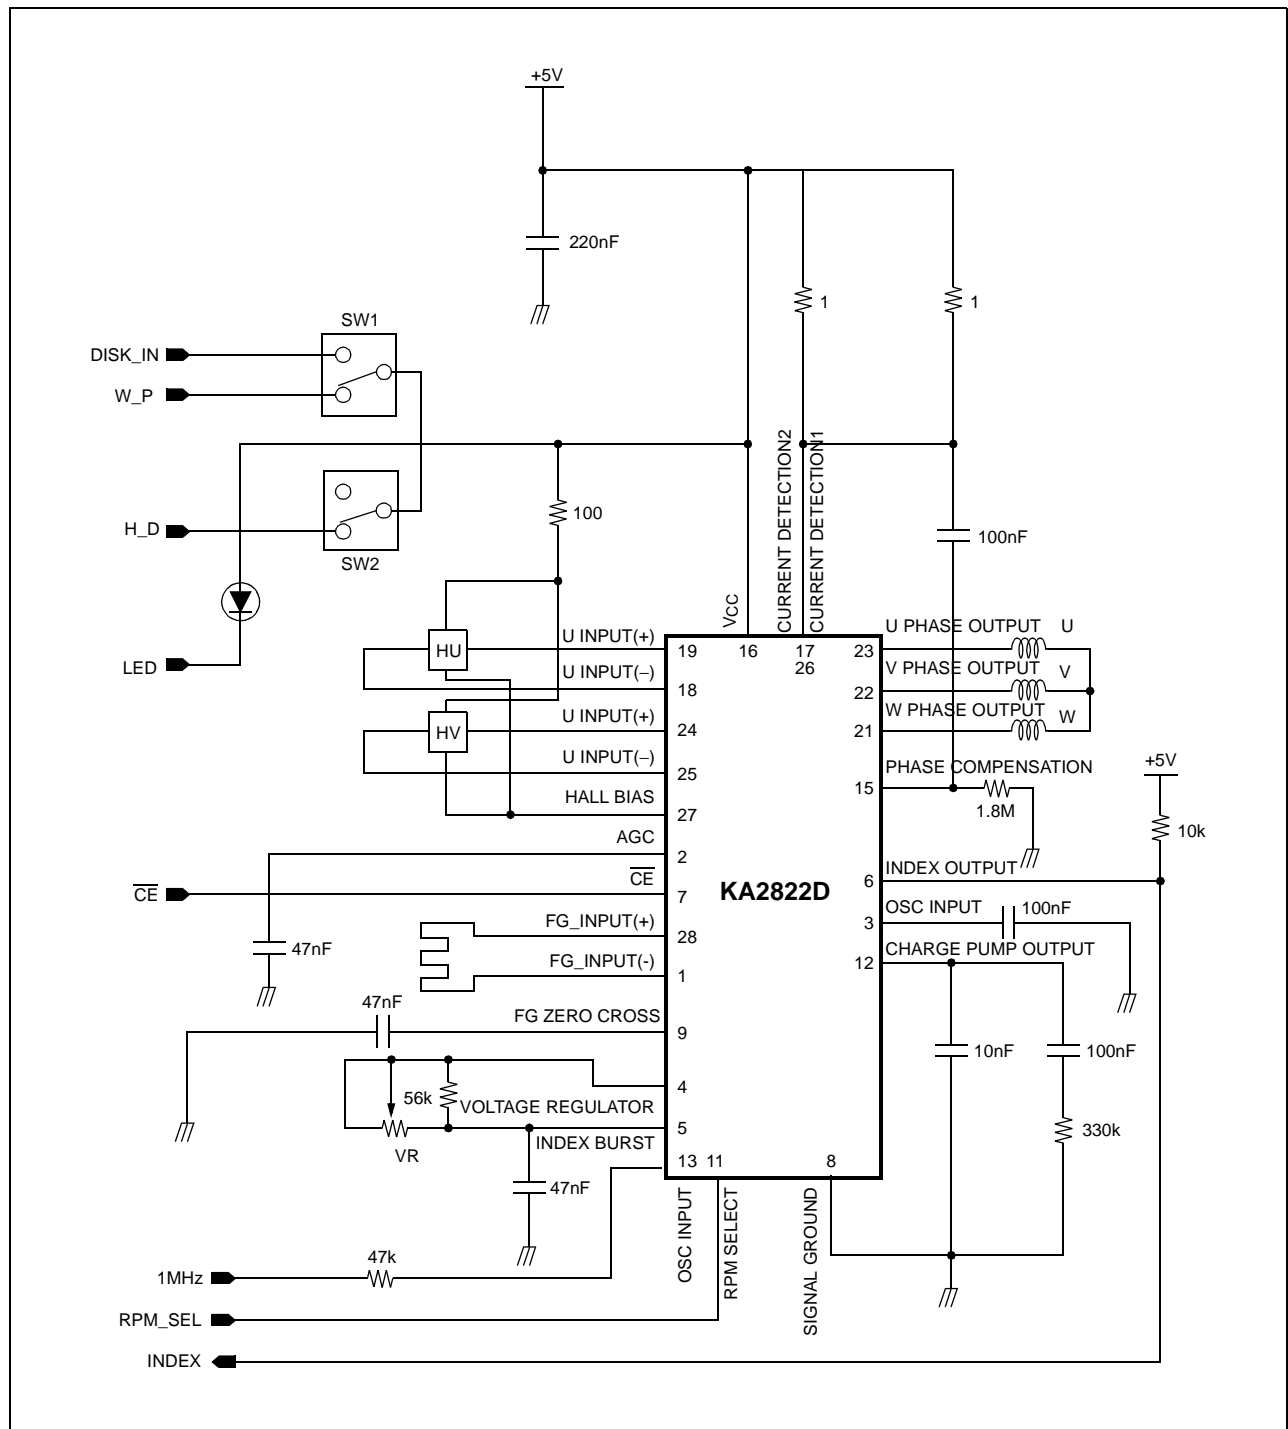 +5V
220nF
1
1
SW1
DISK_IN
W_P
H_D
SW2
LED
100
CURRENT DETECTION2
CURRENT DETECTION1
VCC
100nF
HU
HV
U INPUT(+)
U INPUT(−)
U INPUT(+)
U INPUT(−)
HALL BIAS
AGC
CE
CE
FG_INPUT(+)
FG_INPUT(-)
47nF
47nF
FG ZERO CROSS
56k
VOLTAGE REGULATOR
INDEX BURST
VR
47nF
19
18
24
25
27
2
7
28
1
9
4
5
13
11
8
16
17
26
23
22
21
15
6
3
12
KA2822D
U PHASE OUTPUT
U
V PHASE OUTPUT
V
W PHASE OUTPUT
W
PHASE COMPENSATION
1.8M
+5V
10k
INDEX OUTPUT
OSC INPUT
100nF
CHARGE PUMP OUTPUT
10nF
100nF
330k
OSC INPUT
RPM SELECT
SIGNAL GROUND
1MHz
47k
RPM_SEL
INDEX